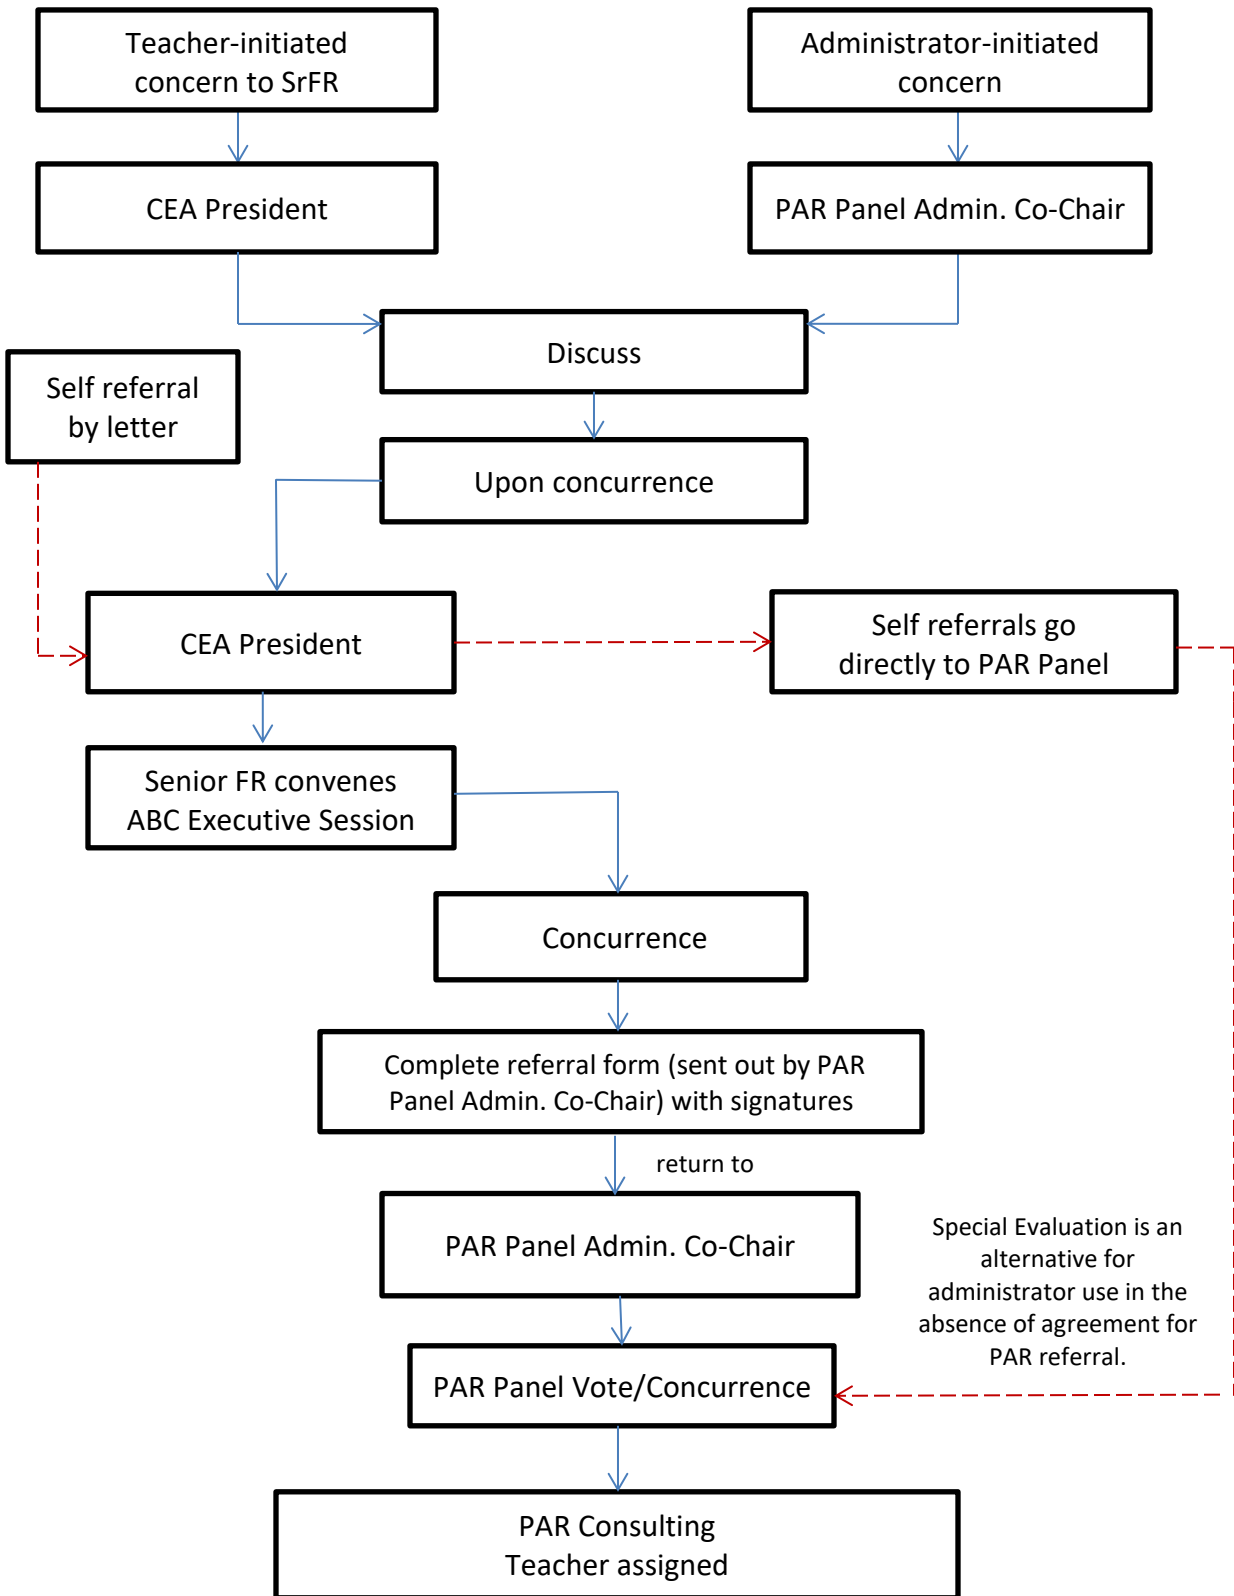 Teacher-initiated
concern to SrFR
Administrator-initiated
concern
CEA President
PAR Panel Admin. Co-Chair
Discuss
Self referral
by letter
Upon concurrence
CEA President
Self referrals go
directly to PAR Panel
Senior FR convenes
ABC Executive Session
Concurrence
Complete referral form (sent out by PAR
Panel Admin. Co-Chair) with signatures
return to
PAR Panel Admin. Co-Chair
Special Evaluation is an
alternative for
administrator use in the
absence of agreement for
PAR referral.
PAR Panel Vote/Concurrence
PAR Consulting
Teacher assigned